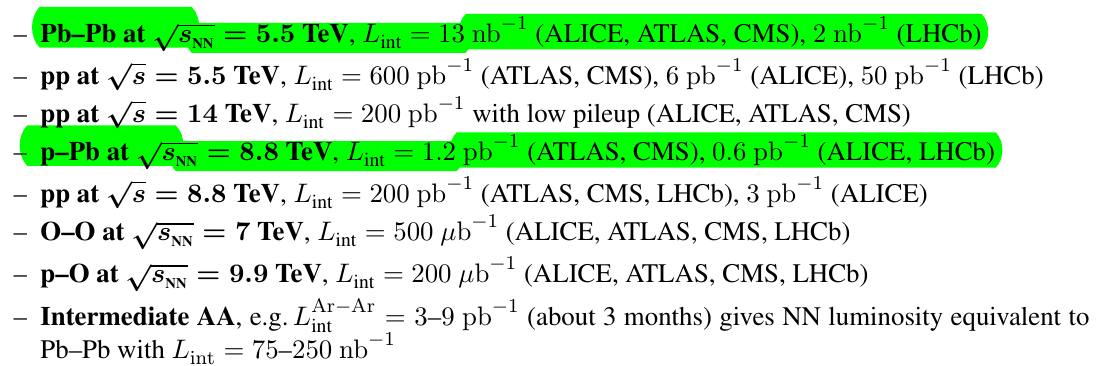 – Pb–Pb at √s_NN = 5.5 TeV, L_int = 13 nb⁻¹ (ALICE, ATLAS, CMS), 2 nb⁻¹ (LHCb)
– pp at √s = 5.5 TeV, L_int = 600 pb⁻¹ (ATLAS, CMS), 6 pb⁻¹ (ALICE), 50 pb⁻¹ (LHCb)
– pp at √s = 14 TeV, L_int = 200 pb⁻¹ with low pileup (ALICE, ATLAS, CMS)
– p–Pb at √s_NN = 8.8 TeV, L_int = 1.2 pb⁻¹ (ATLAS, CMS), 0.6 pb⁻¹ (ALICE, LHCb)
– pp at √s = 8.8 TeV, L_int = 200 pb⁻¹ (ATLAS, CMS, LHCb), 3 pb⁻¹ (ALICE)
– O–O at √s_NN = 7 TeV, L_int = 500 μb⁻¹ (ALICE, ATLAS, CMS, LHCb)
– p–O at √s_NN = 9.9 TeV, L_int = 200 μb⁻¹ (ALICE, ATLAS, CMS, LHCb)
– Intermediate AA, e.g. L_int^Ar−Ar = 3–9 pb⁻¹ (about 3 months) gives NN luminosity equivalent to
Pb–Pb with L_int = 75–250 nb⁻¹